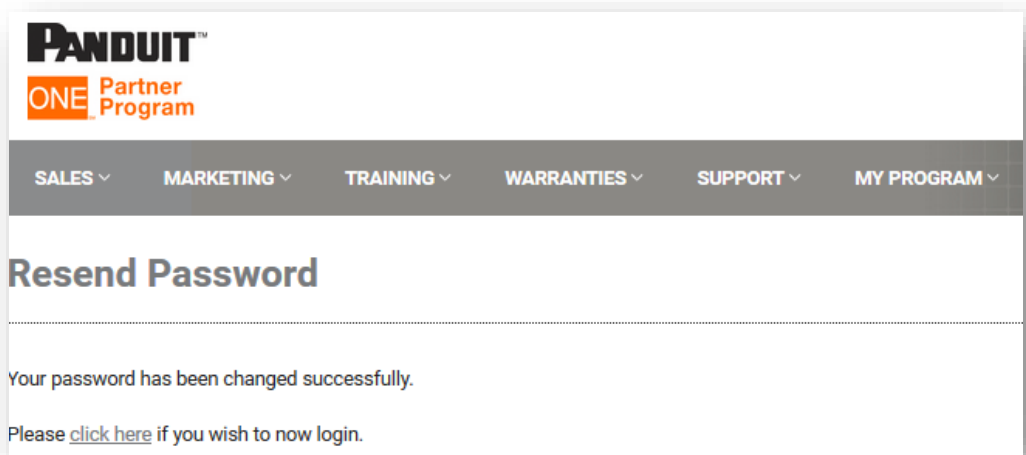 PANDUIT™
ONE Partner
Program
SALES MARKETING TRAINING WARRANTIES SUPPORT MY PROGRAM
Resend Password
Your password has been changed successfully.
Please click here if you wish to now login.